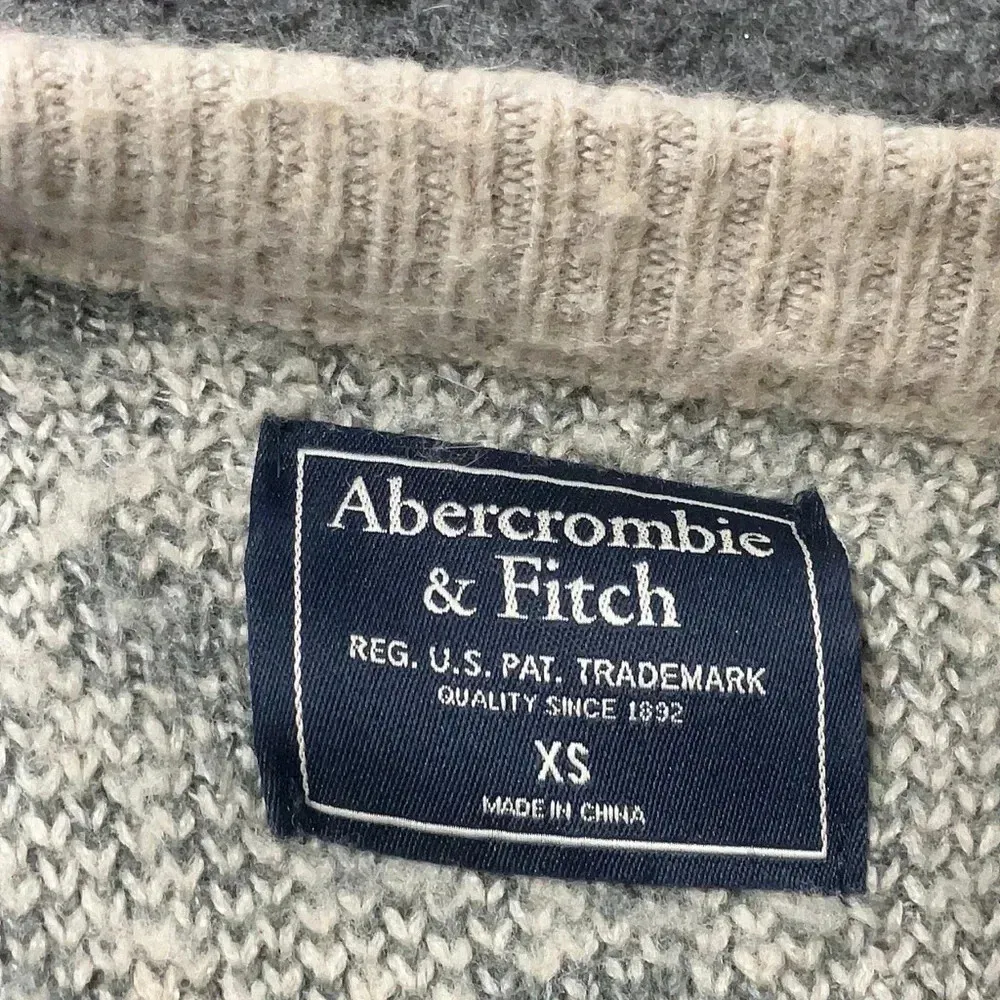 Abercrombie
& Fitch
REG. U.S. PAT. TRADEMARK
QUALITY SINCE 1892
XS
MADE IN CHINA